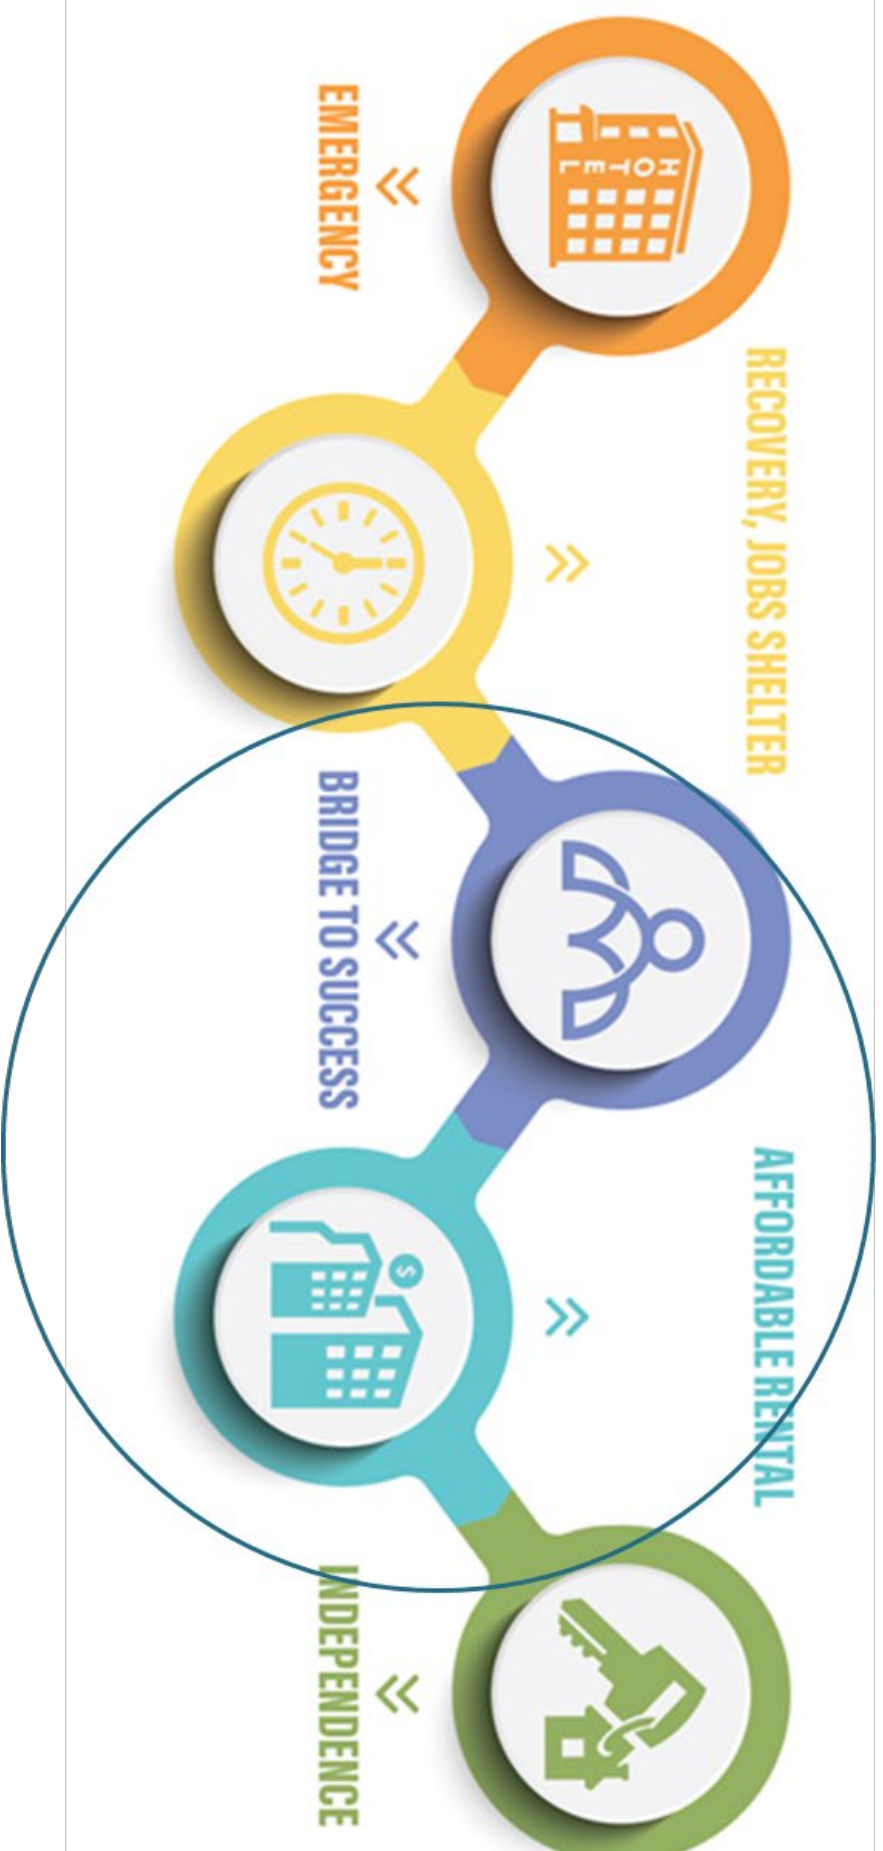 EMERGENCY
HOTEL
RECOVERY, JOBS SHELTER
BRIDGE TO SUCCESS
AFFORDABLE RENTAL
$
INDEPENDENCE